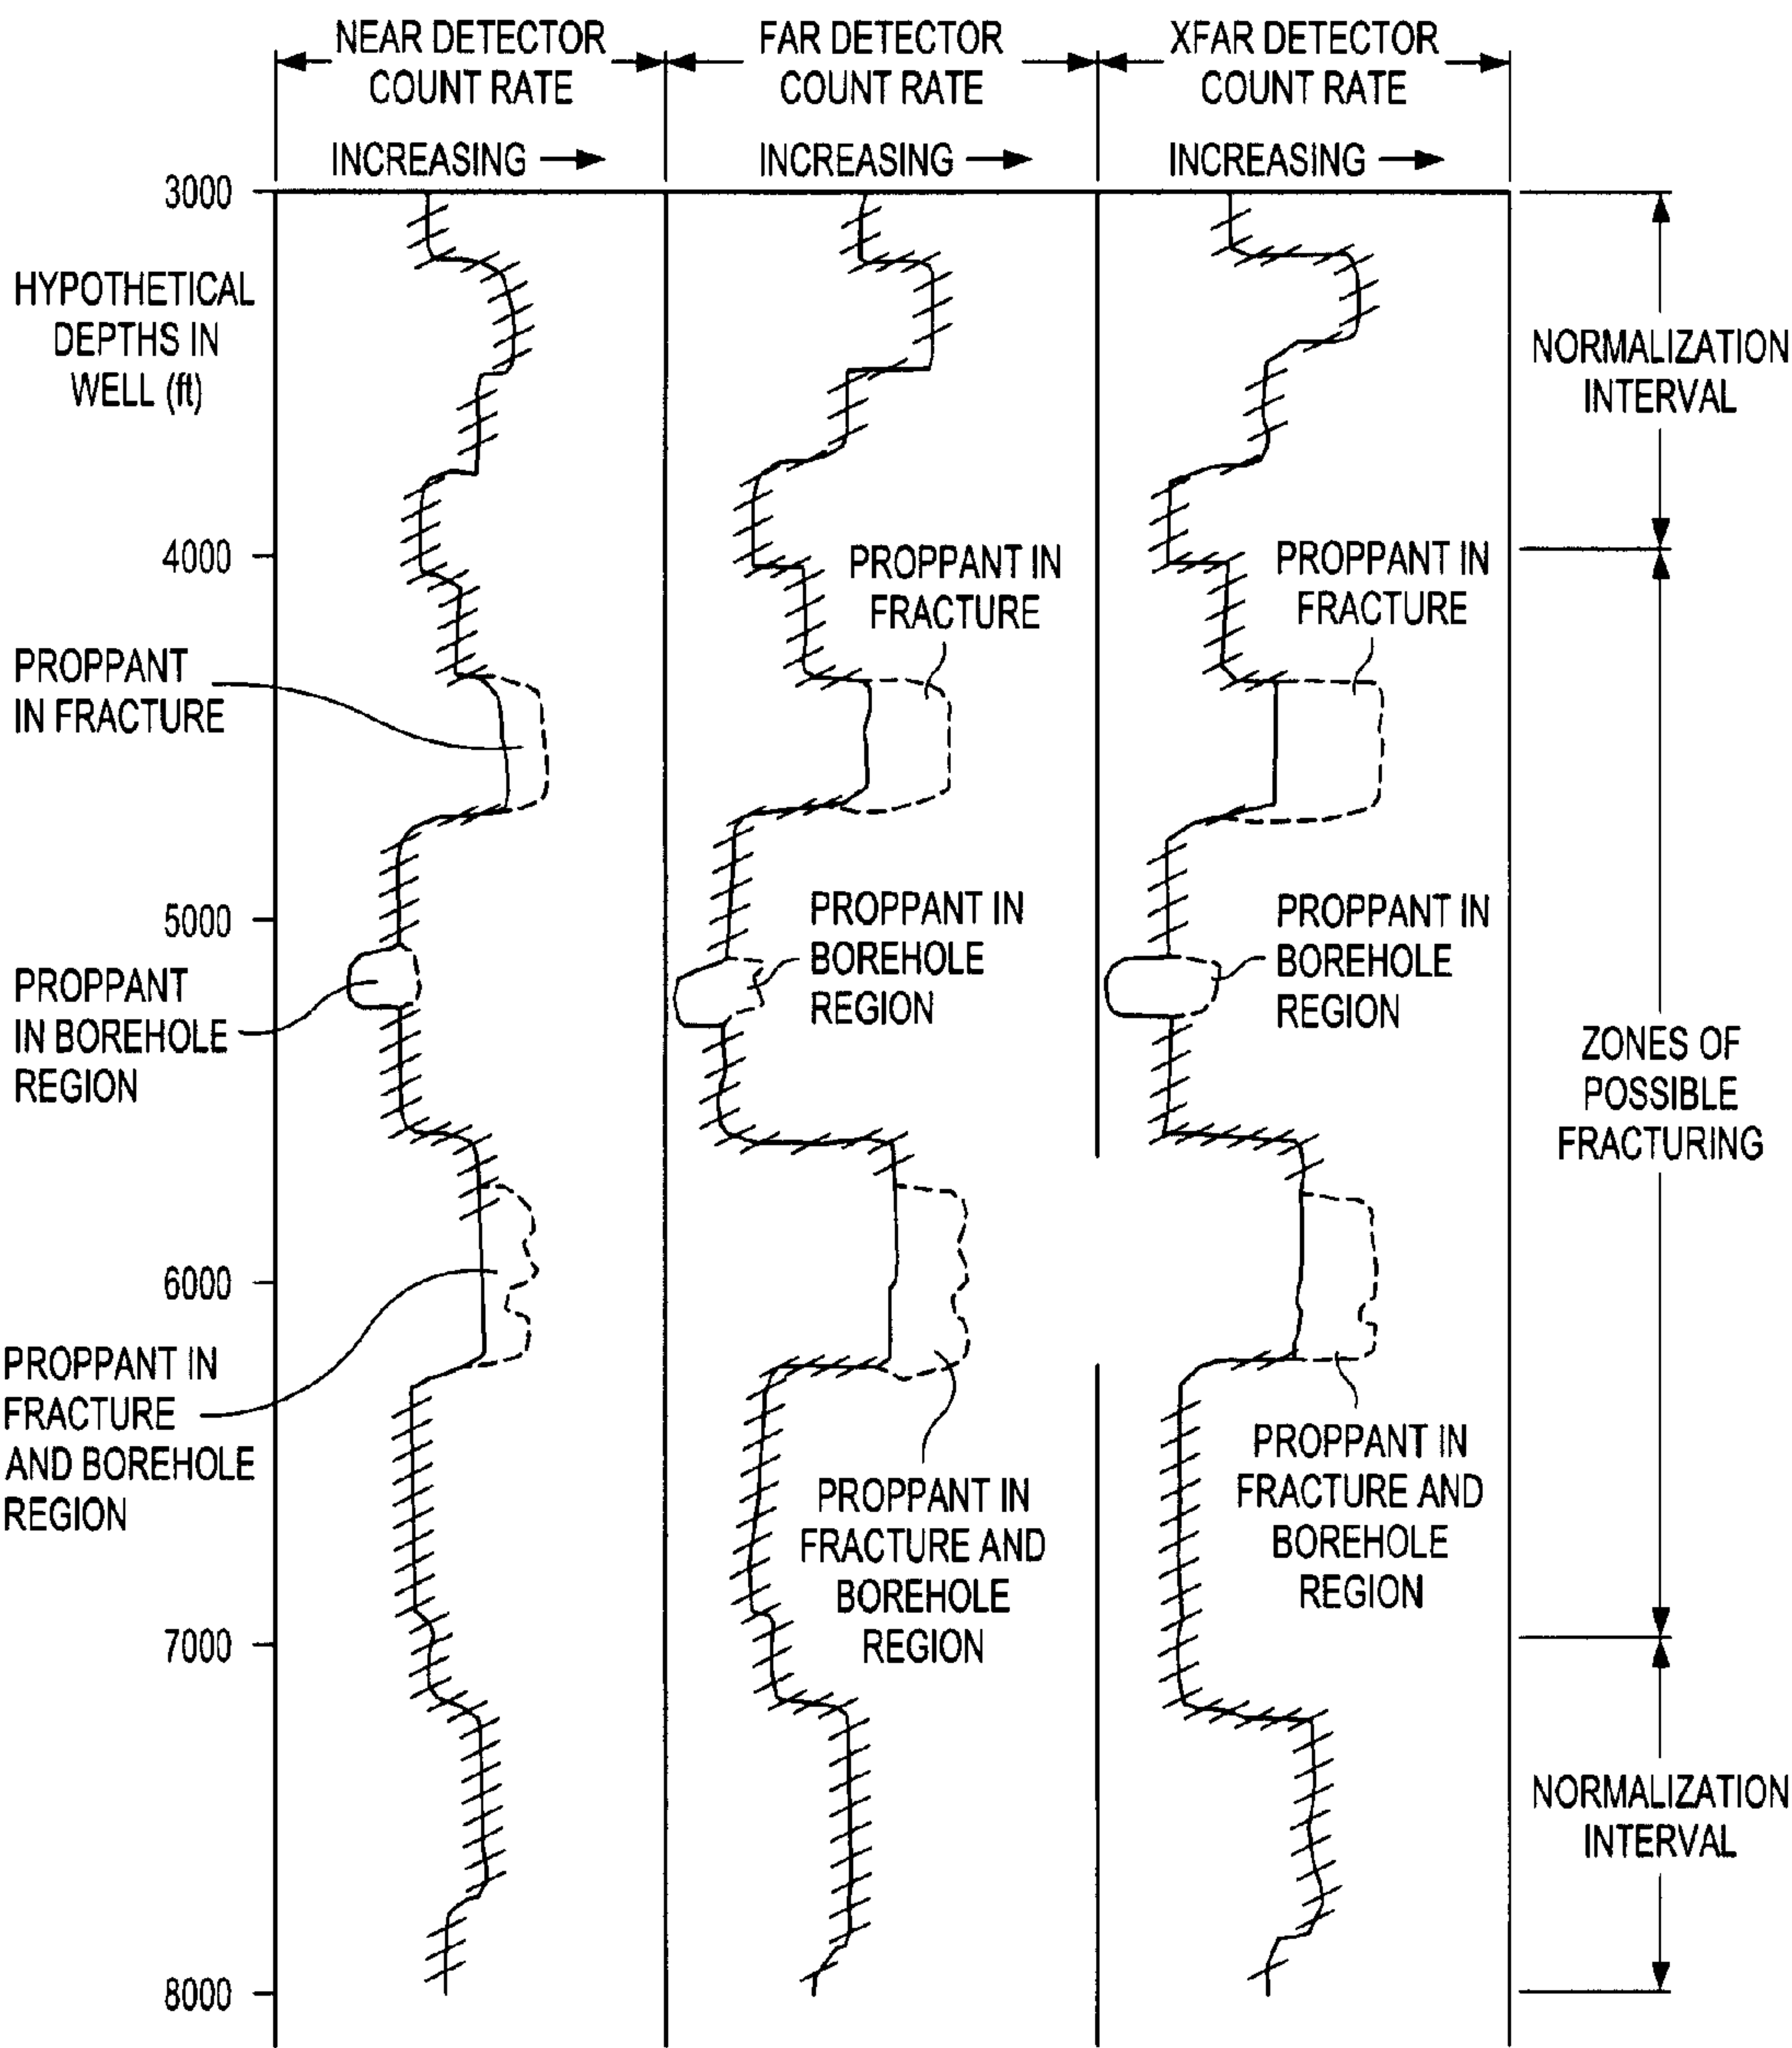 NEAR DETECTOR
COUNT RATE
FAR DETECTOR
COUNT RATE
XFAR DETECTOR
COUNT RATE
INCREASING
INCREASING
INCREASING
3000
HYPOTHETICAL
DEPTHS IN
WELL (ft)
NORMALIZATION
INTERVAL
4000
PROPPANT IN
FRACTURE
PROPPANT IN
FRACTURE
PROPPANT
IN FRACTURE
5000
PROPPANT IN
BOREHOLE
REGION
PROPPANT IN
BOREHOLE
REGION
PROPPANT
IN BOREHOLE
REGION
ZONES OF
POSSIBLE
FRACTURING
6000
PROPPANT IN
FRACTURE
AND BOREHOLE
REGION
PROPPANT IN
FRACTURE AND
BOREHOLE
REGION
PROPPANT IN
FRACTURE AND
BOREHOLE
REGION
7000
NORMALIZATION
INTERVAL
8000